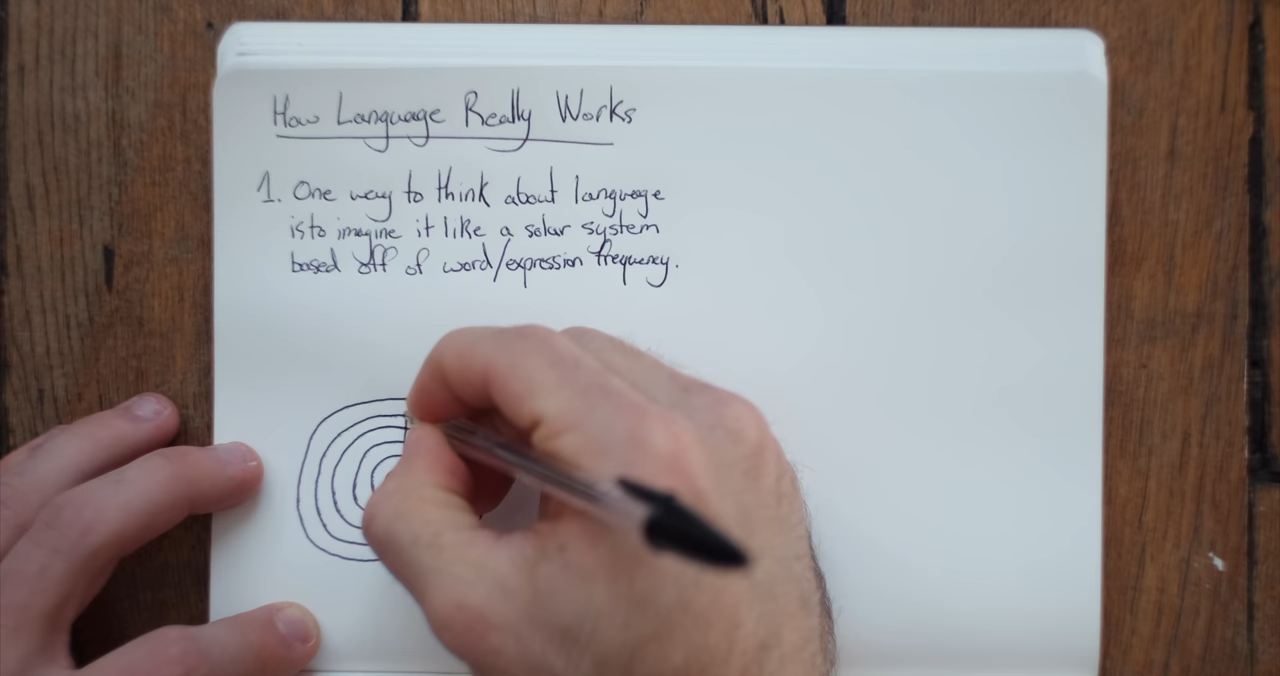 How Language Really Works
1. One way to think about language
is to imagine it like a solar system
based off of word/expression frequency.